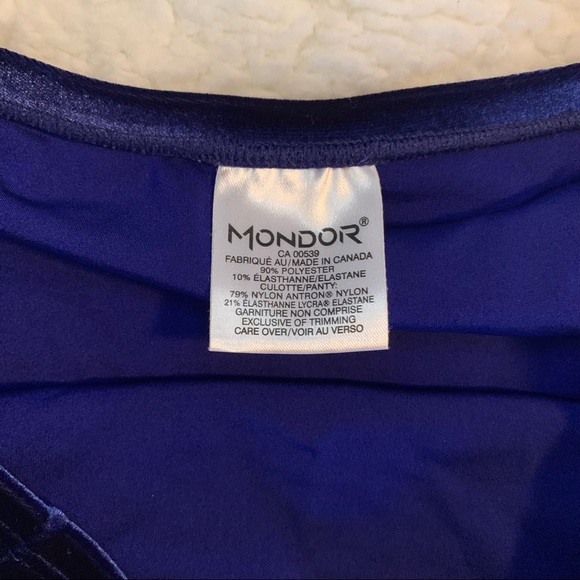 MONDOR®
CA 00539
FABRIQUÉ AU/MADE IN CANADA
90% POLYESTER
10% ÉLASTHANNE/ELASTANE
CULOTTE/PANTY:
79% NYLON ANTRON® NYLON
21% ÉLASTHANNE LYCRA® ELASTANE
GARNITURE NON COMPRISE
EXCLUSIVE OF TRIMMING
CARE OVER/VOIR AU VERSO